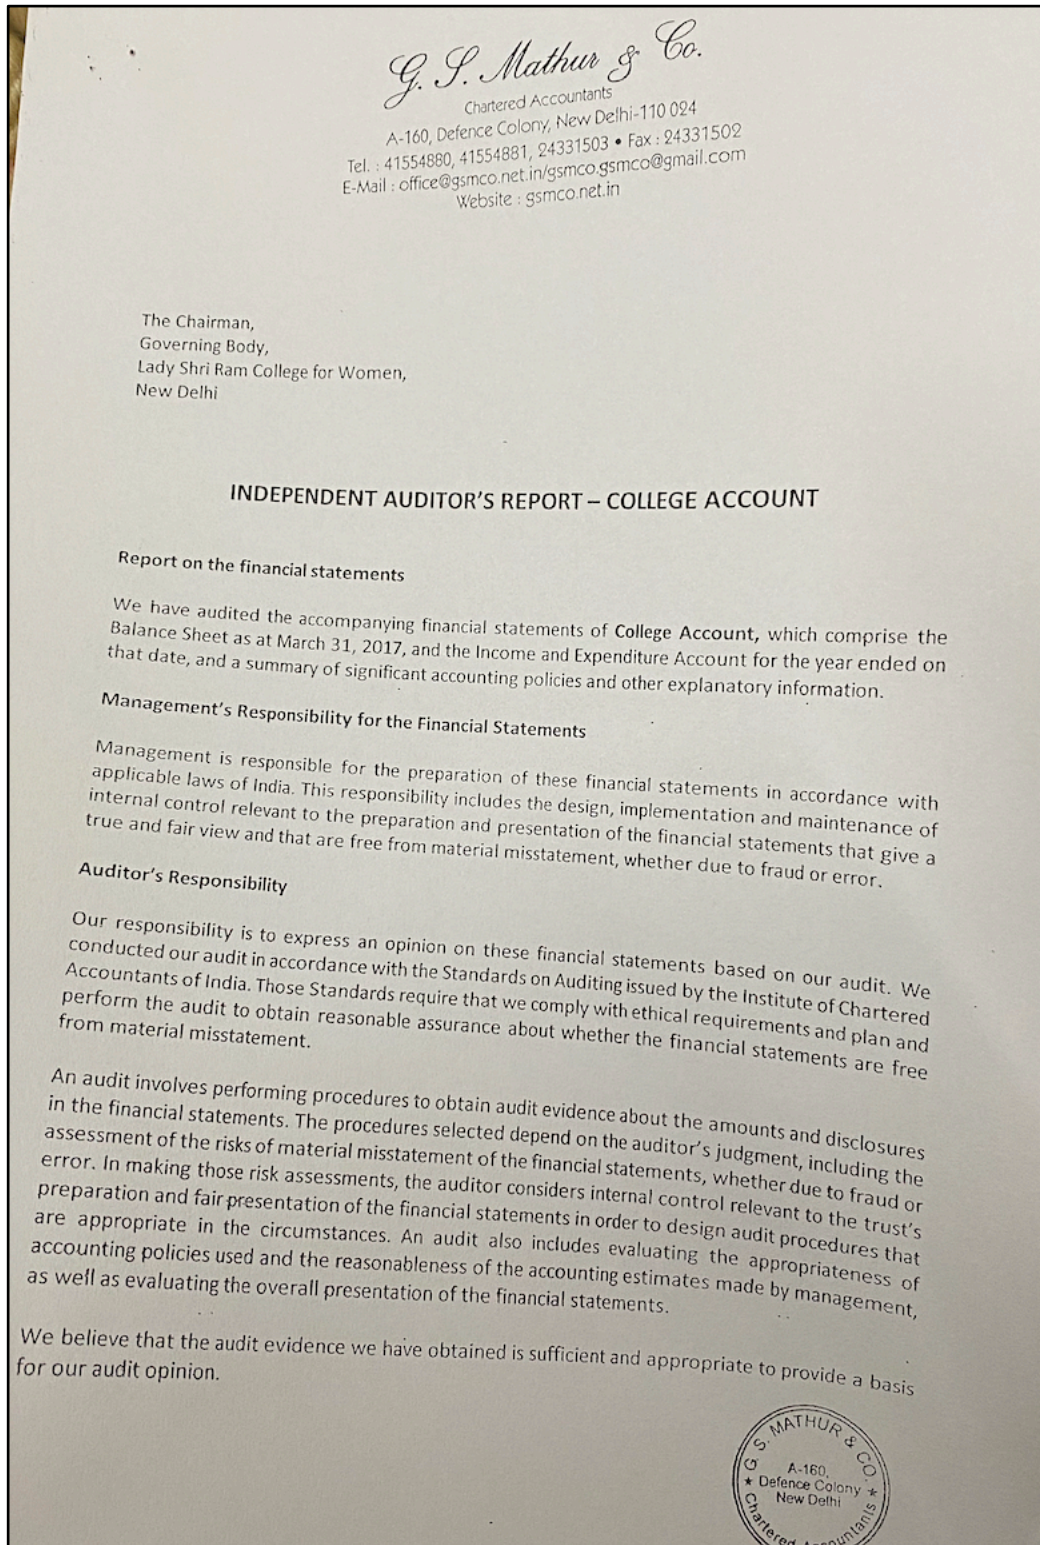 G. S. Mathur & Co.
Chartered Accountants
A-160, Defence Colony, New Delhi-110 024
Tel. : 41554880, 41554881, 24331503 • Fax : 24331502
E-Mail : office@gsmco.net.in/gsmco.gsmco@gmail.com
Website : gsmco.net.in
The Chairman,
Governing Body,
Lady Shri Ram College for Women,
New Delhi
INDEPENDENT AUDITOR'S REPORT – COLLEGE ACCOUNT
Report on the financial statements
We have audited the accompanying financial statements of College Account, which comprise the
Balance Sheet as at March 31, 2017, and the Income and Expenditure Account for the year ended on
that date, and a summary of significant accounting policies and other explanatory information.
Management's Responsibility for the Financial Statements
Management is responsible for the preparation of these financial statements in accordance with
applicable laws of India. This responsibility includes the design, implementation and maintenance of
internal control relevant to the preparation and presentation of the financial statements that give a
true and fair view and that are free from material misstatement, whether due to fraud or error.
Auditor's Responsibility
Our responsibility is to express an opinion on these financial statements based on our audit. We
conducted our audit in accordance with the Standards on Auditing issued by the Institute of Chartered
Accountants of India. Those Standards require that we comply with ethical requirements and plan and
perform the audit to obtain reasonable assurance about whether the financial statements are free
from material misstatement.
An audit involves performing procedures to obtain audit evidence about the amounts and disclosures
in the financial statements. The procedures selected depend on the auditor's judgment, including the
assessment of the risks of material misstatement of the financial statements, whether due to fraud or
error. In making those risk assessments, the auditor considers internal control relevant to the trust's
preparation and fair presentation of the financial statements in order to design audit procedures that
are appropriate in the circumstances. An audit also includes evaluating the appropriateness of
accounting policies used and the reasonableness of the accounting estimates made by management,
as well as evaluating the overall presentation of the financial statements.
We believe that the audit evidence we have obtained is sufficient and appropriate to provide a basis
for our audit opinion.
G. S. MATHUR & CO.
A-160,
Defence Colony
New Delhi
Chartered Accountants